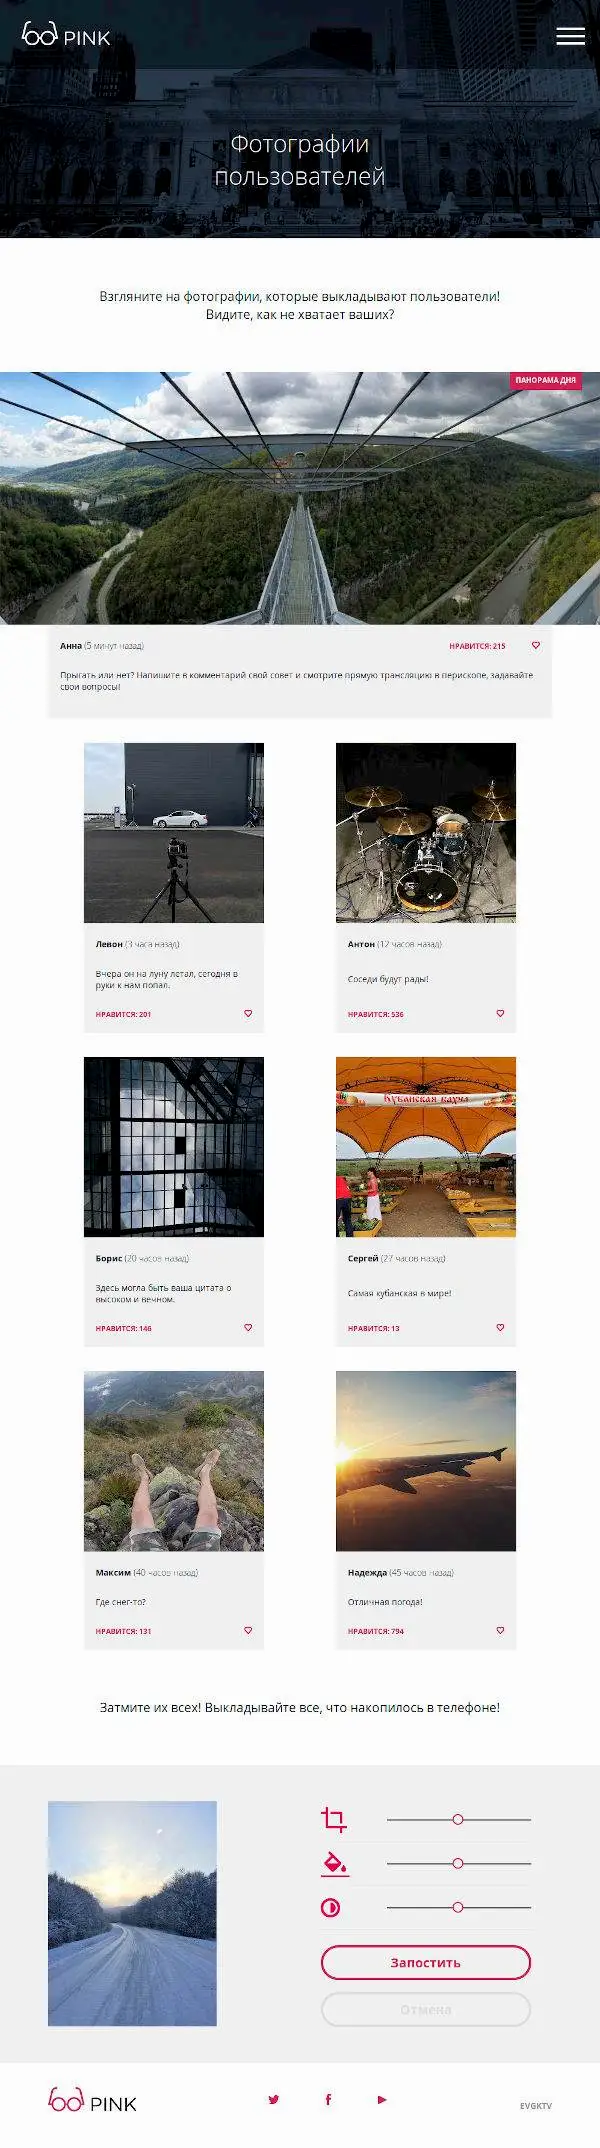 PINK
Фотографии
пользователей
Взгляните на фотографии, которые выкладывают пользователи!
Видите, как не хватает ваших?
ПАНОРАМА ДНЯ
Анна (5 минут назад)
НРАВИТСЯ: 215
Прыгать или нет? Напишите в комментарий свой совет и смотрите прямую трансляцию в перископе, задавайте
свои вопросы!
Левон (3 часа назад)
Вчера он на луну летал, сегодня в
руки к нам попал.
НРАВИТСЯ: 201
Антон (12 часов назад)
Соседи будут рады!
НРАВИТСЯ: 536
Борис (20 часов назад)
Здесь могла быть ваша цитата о
высоком и вечном.
НРАВИТСЯ: 146
Кубанская кухня
Сергей (27 часов назад)
Самая кубанская в мире!
НРАВИТСЯ: 13
Максим (40 часов назад)
Где снег-то?
НРАВИТСЯ: 131
Надежда (45 часов назад)
Отличная погода!
НРАВИТСЯ: 794
Затмите их всех! Выкладывайте все, что накопилось в телефоне!
Запостить
Отмена
PINK
EVGKTV